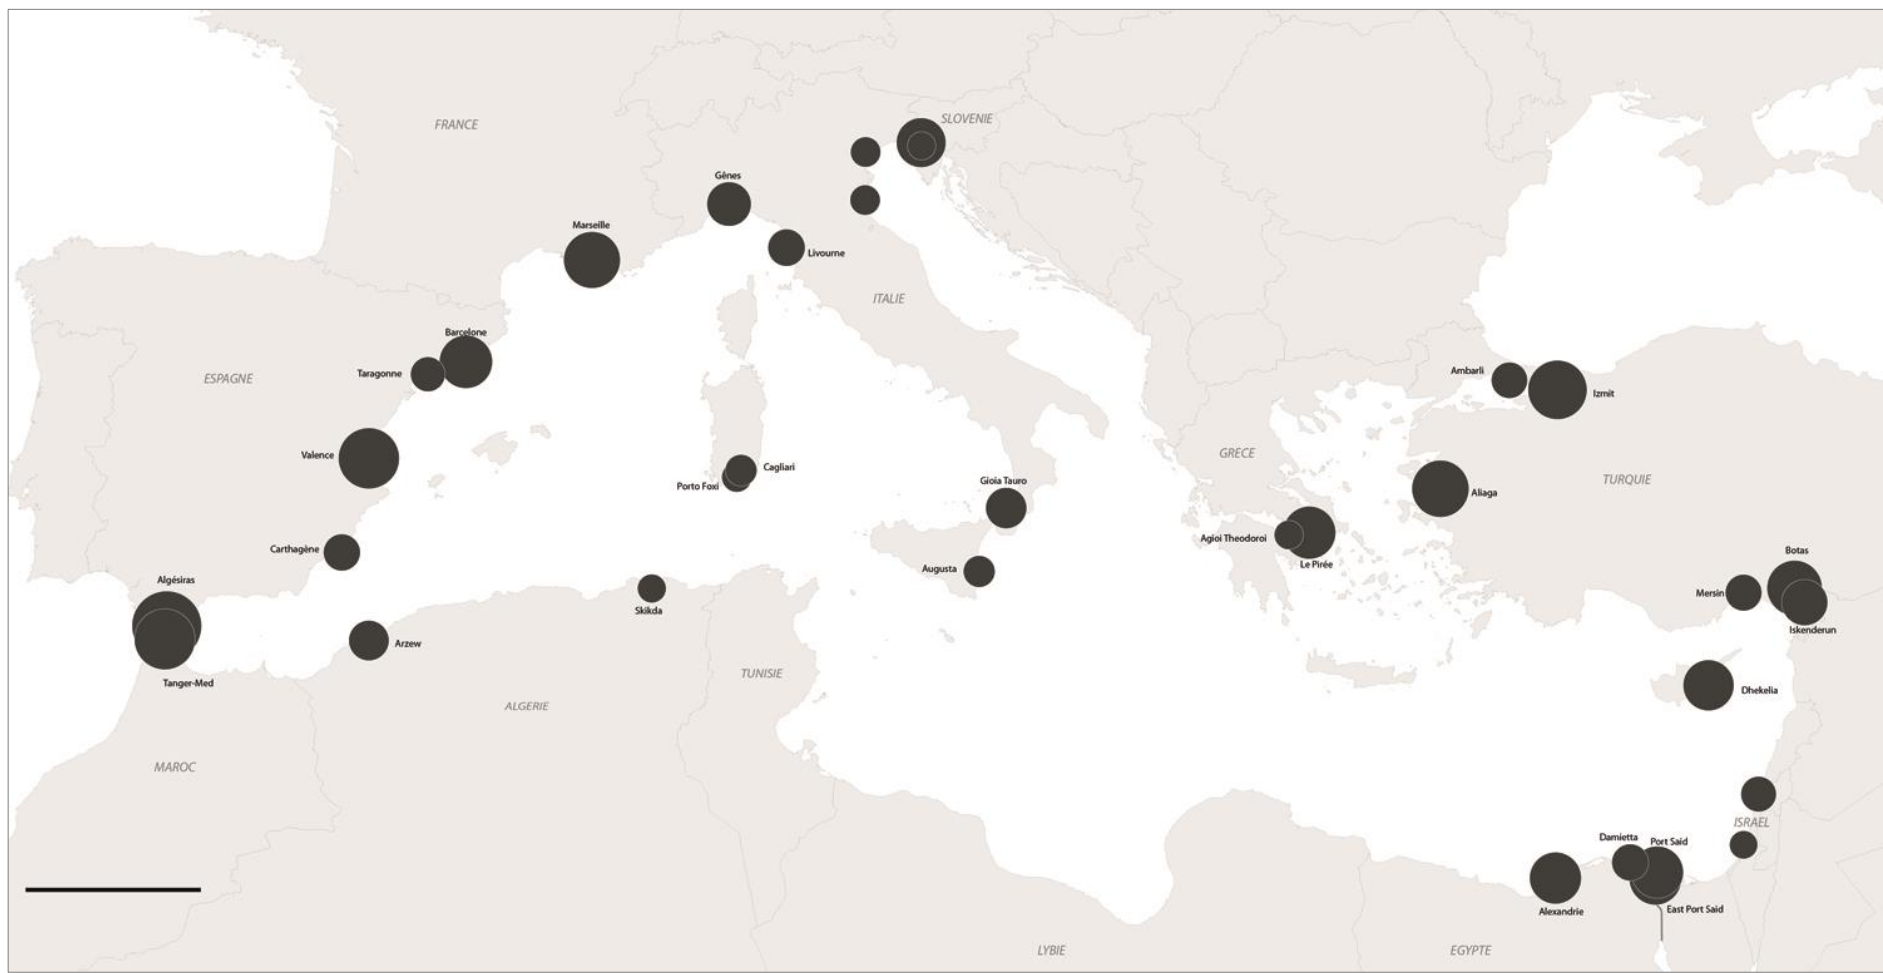 SLOVENIE
FRANCE
Gênes
Marseille
Livourne
ITALIE
Barcelone
Taragonne
ESPAGNE
Ambarli
Izmit
Valence
GRECE
Cagliari
Porto Foxi
Gioia Tauro
TURQUIE
Aliaga
Agioi Theodoroi
Le Pirée
Carthagène
Botas
Augusta
Algésiras
Skikda
Mersin
Iskenderun
Arzew
Tanger-Med
TUNISIE
Dhekelia
ALGERIE
MAROC
ISRAEL
Damietta
Port Said
Alexandrie
East Port Said
LYBIE
EGYPTE